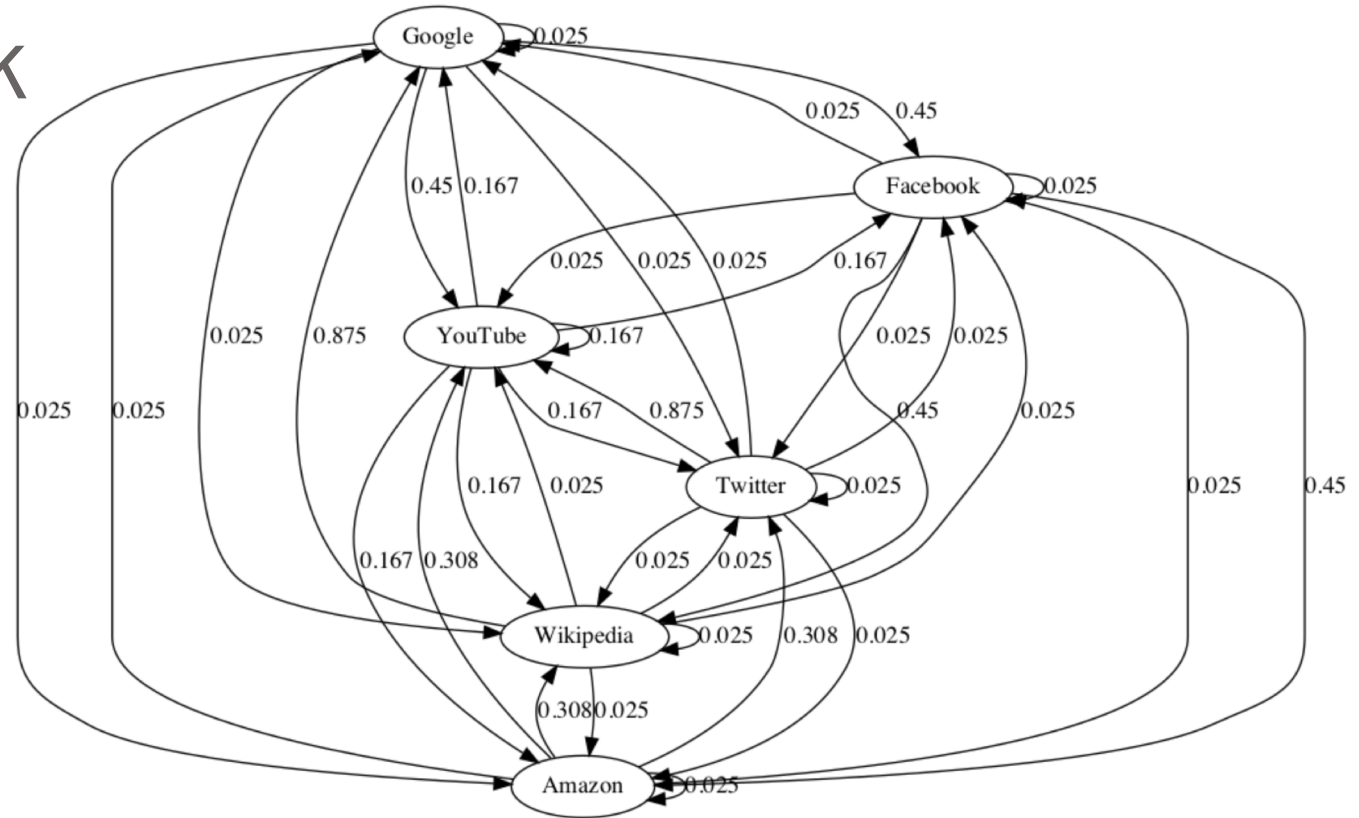 Google 0.025
K
0.025 0.45
Facebook 0.025
0.45 0.167
0.025 0.025 0.025 0.167
0.025 0.875 YouTube 0.167 0.025 0.025
0.025 0.025 0.167 0.875 0.45 0.025
0.167 0.025 Twitter 0.025 0.025 0.45
0.167 0.308 0.025 0.025
Wikipedia 0.025 0.308 0.025
0.308 0.025
Amazon 0.025